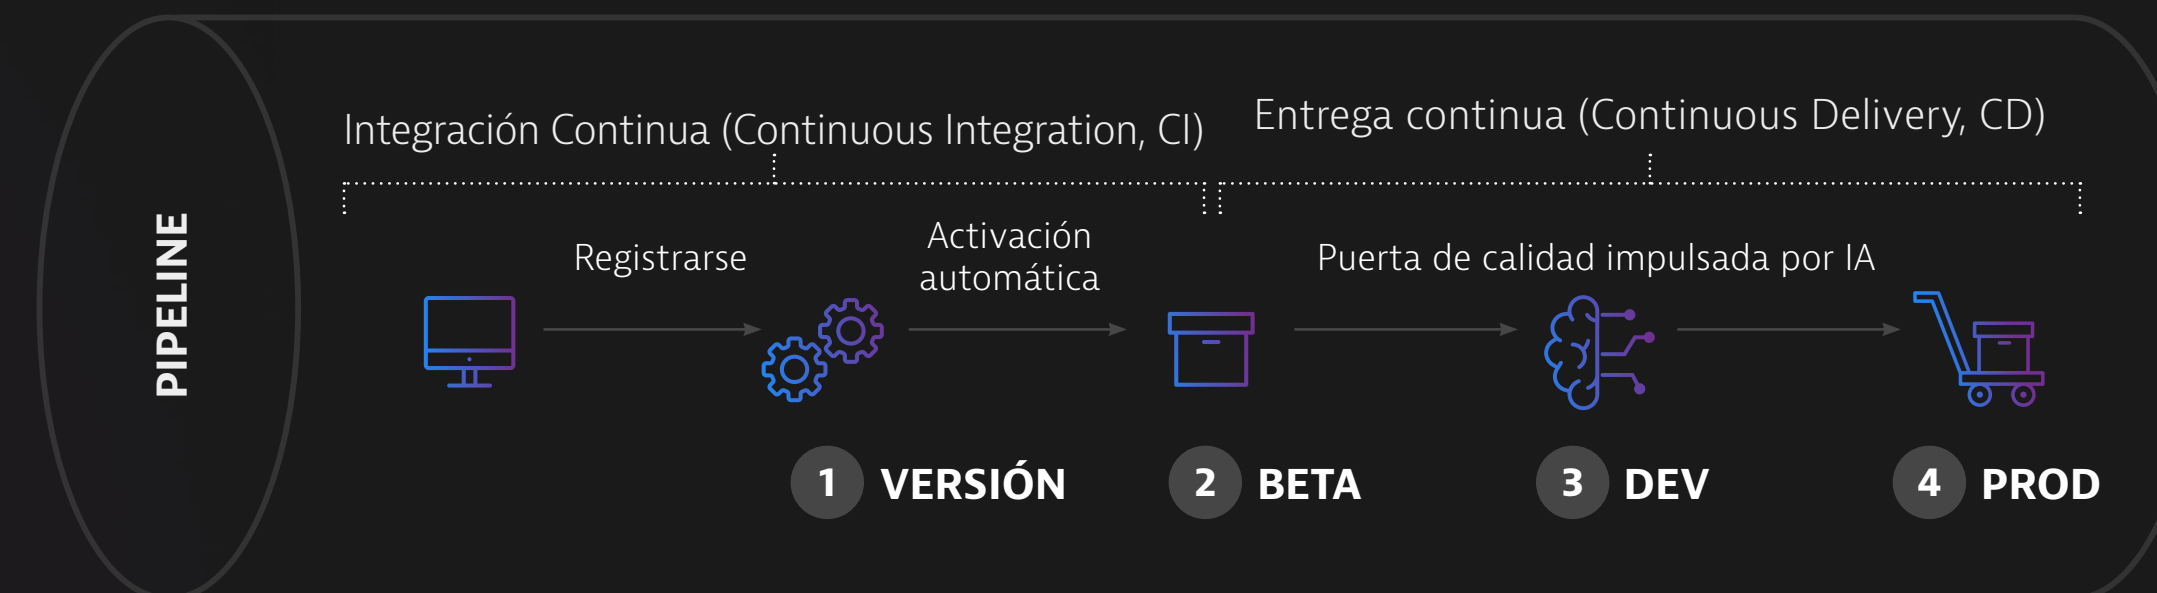 PIPELINE
Integración Continua (Continuous Integration, CI)
Entrega continua (Continuous Delivery, CD)
Registrarse
Activación
automática
Puerta de calidad impulsada por IA
1 VERSIÓN
2 BETA
3 DEV
4 PROD